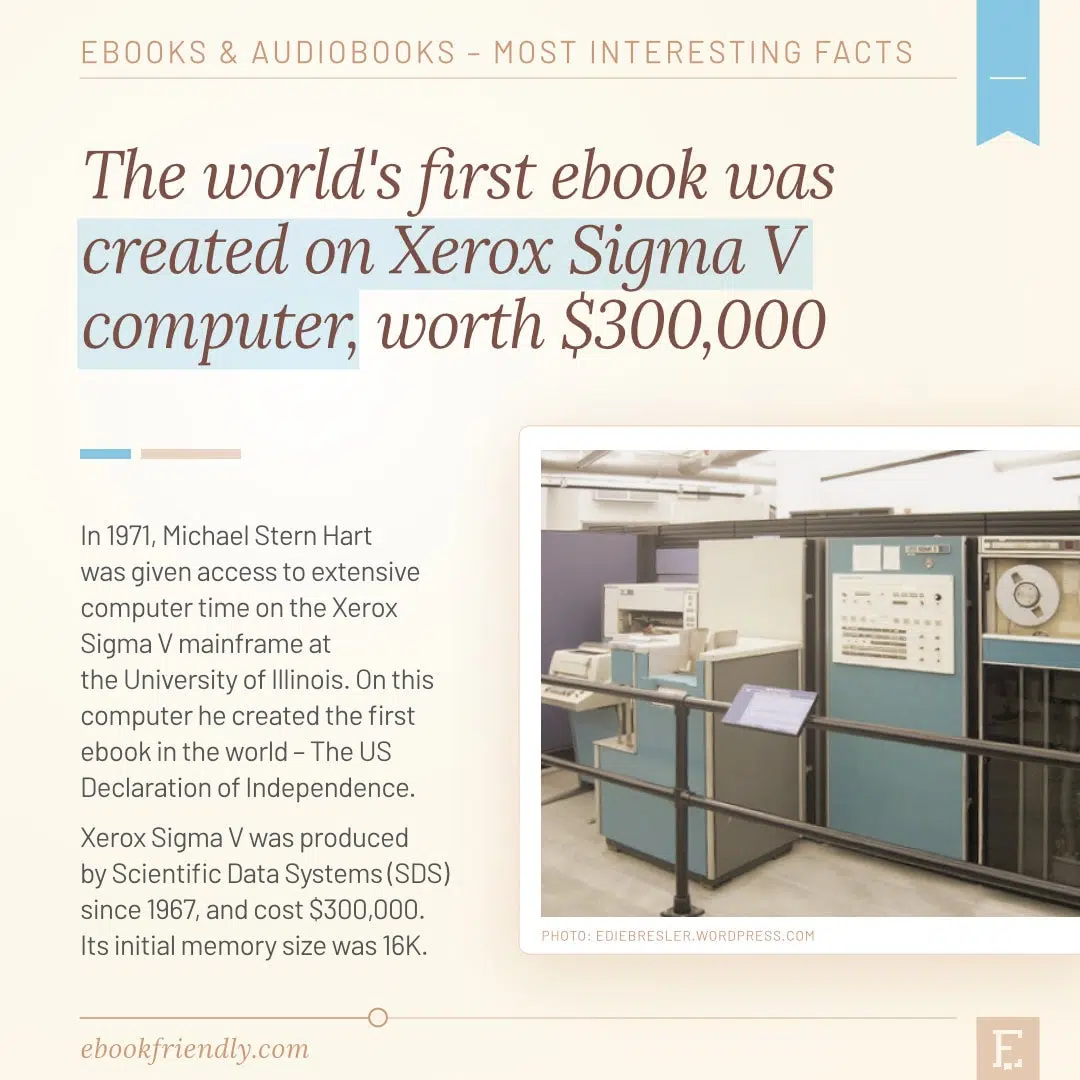 EBOOKS & AUDIOBOOKS – MOST INTERESTING FACTS
The world's first ebook was
created on Xerox Sigma V
computer, worth $300,000
In 1971, Michael Stern Hart
was given access to extensive
computer time on the Xerox
Sigma V mainframe at
the University of Illinois. On this
computer he created the first
ebook in the world – The US
Declaration of Independence.
Xerox Sigma V was produced
by Scientific Data Systems (SDS)
since 1967, and cost $300,000.
Its initial memory size was 16K.
PHOTO: EDIEBRESLER.WORDPRESS.COM
ebookfriendly.com
E